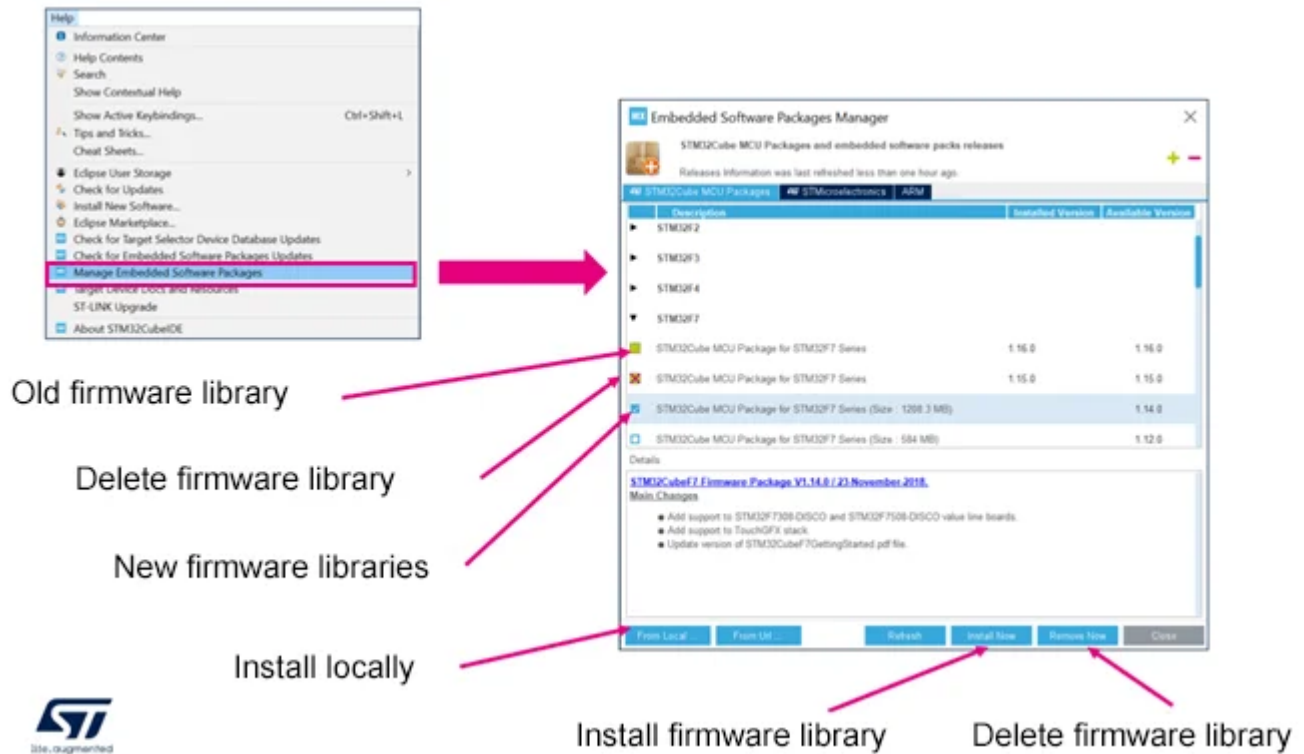 Help
Information Center
Help Contents
Search
Show Contextual Help
Show Active Keybindings... Ctrl+Shift+L
Tips and Tricks...
Cheat Sheets...
Eclipse User Storage
Check for Updates
Install New Software...
Eclipse Marketplace...
Check for Target Selector Device Database Updates
Check for Embedded Software Packages Updates
Manage Embedded Software Packages
Target Device Docs and Resources
ST-LINK Upgrade
About STM32CubeIDE
Old firmware library
Delete firmware library
New firmware libraries
Install locally
MX Embedded Software Packages Manager
STM32Cube MCU Packages and embedded software packs releases
Releases Information was last refreshed less than one hour ago.
STM32Cube MCU Packages STMicroelectronics ARM
Description Installed Version Available Version
STM32F2
STM32F3
STM32F4
STM32F7
STM32Cube MCU Package for STM32F7 Series 1.16.0 1.16.0
STM32Cube MCU Package for STM32F7 Series 1.15.0 1.15.0
STM32Cube MCU Package for STM32F7 Series (Size : 1208.3 MB) 1.14.0
STM32Cube MCU Package for STM32F7 Series (Size : 584 MB) 1.12.0
Details
STM32CubeF7 Firmware Package V1.14.0 / 23-November-2018.
Main Changes
Add support to STM32F7308-DISCO and STM32F7508-DISCO value line boards.
Add support to TouchGFX stack.
Update version of STM32CubeF7GettingStarted.pdf file.
From Local ... From Url ... Refresh Install Now Remove Now Close
Install firmware library
Delete firmware library
ST
life.augmented